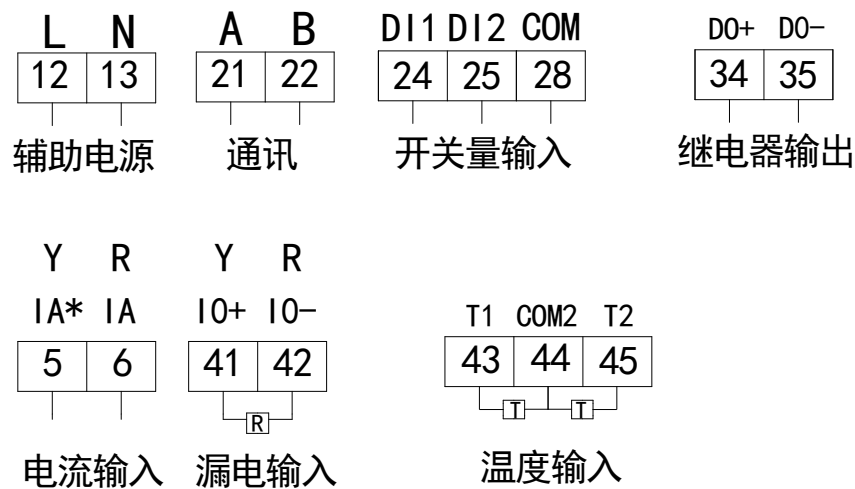 L N A B DI1 DI2 COM DO+ DO-
12 13 21 22 24 25 28 34 35
辅助电源 通讯 开关量输入 继电器输出
Y R Y R
IA* IA IO+ IO- T1 COM2 T2
5 6 41 42 43 44 45
R T T
电流输入 漏电输入 温度输入